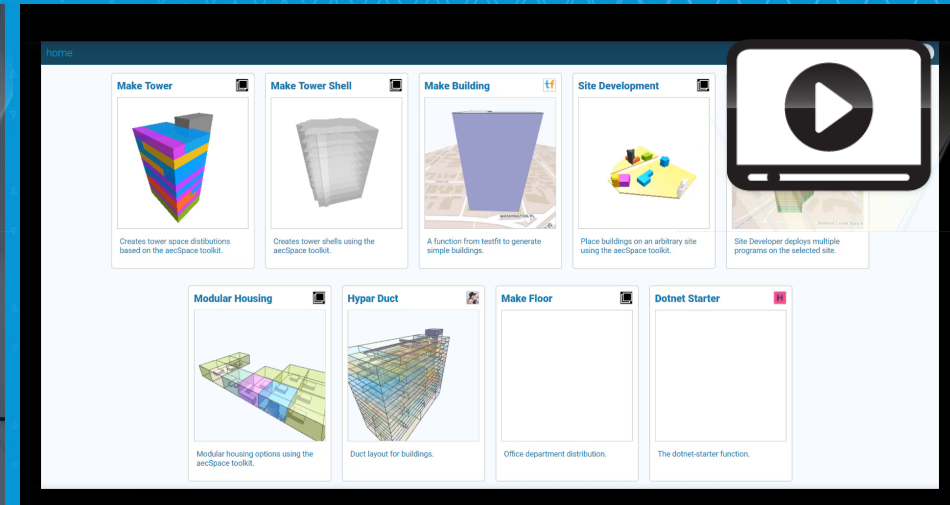 home
Make Tower
Make Tower Shell
Make Building
tf
Site Development
WASHINGTON PL
Creates tower space distibutions
based on the aecSpace toolkit.
Creates tower shells using the
aecSpace toolkit.
A function from testfit to generate
simple buildings.
Place buildings on an arbitrary site
using the aecSpace toolkit.
Site Developer deploys multiple
programs on the selected site.
Modular Housing
Hypar Duct
Make Floor
Dotnet Starter
H
Modular housing options using the
aecSpace toolkit.
Duct layout for buildings.
Office department distribution.
The dotnet-starter function.